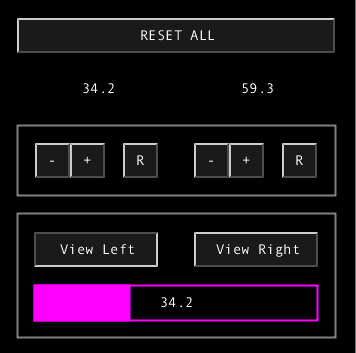 RESET ALL
34.2 59.3
- + R - + R
View Left View Right
34.2